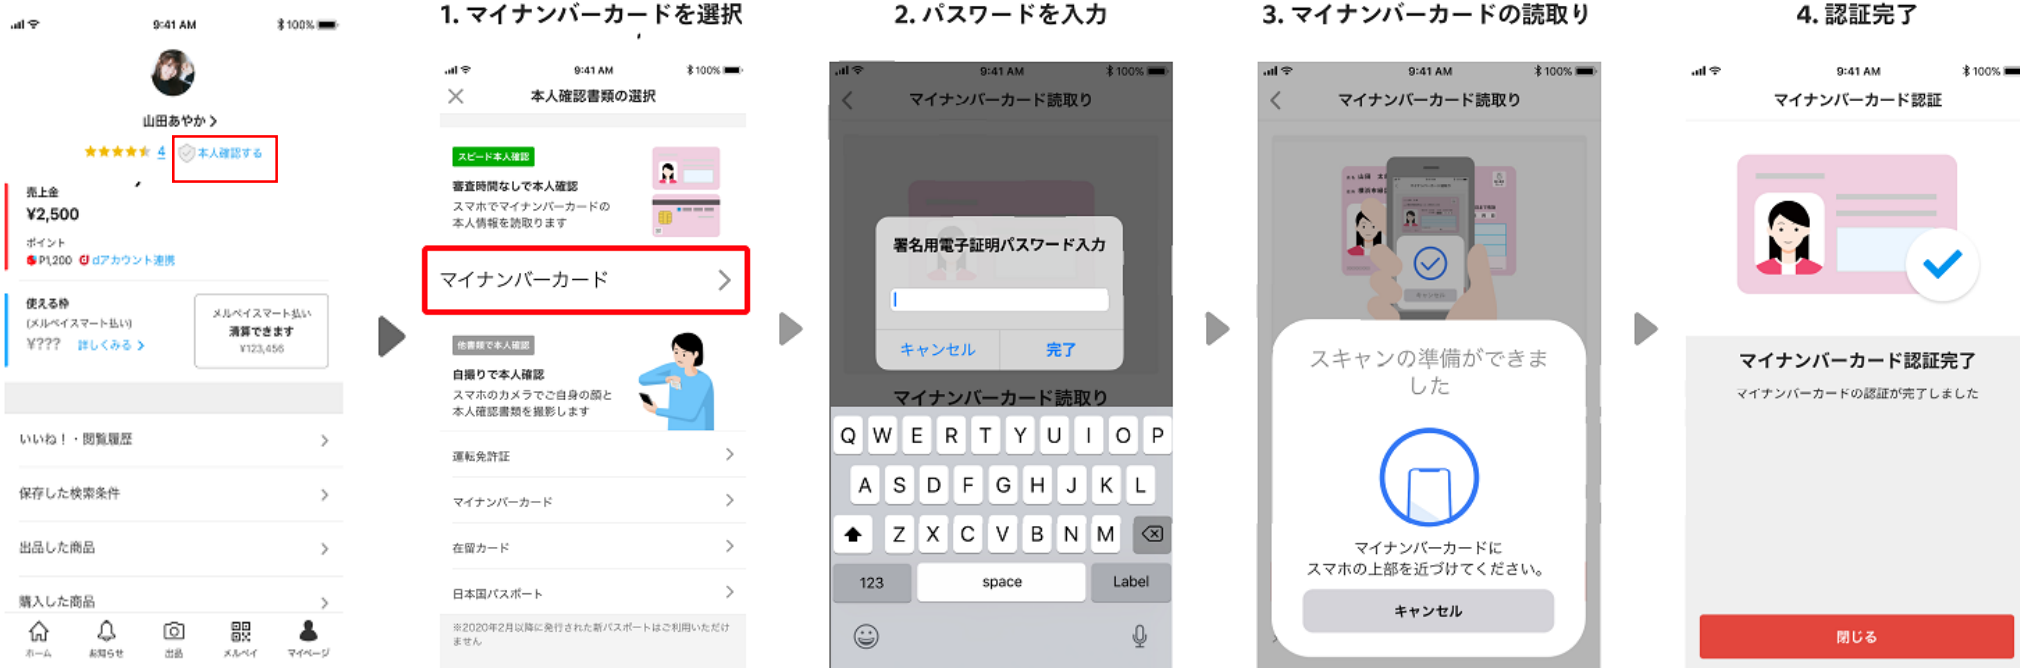 9:41 AM
100%
山田あやか
4
本人確認する
売上金
¥2,500
ポイント
P1,200 dアカウント連携
使える枠
(メルペイスマート払い)
¥??? 詳しくみる
メルペイスマート払い
清算できます
¥123,456
いいね！・閲覧履歴
保存した検索条件
出品した商品
購入した商品
ホーム お知らせ 出品 メルペイ マイページ
1. マイナンバーカードを選択
9:41 AM
100%
本人確認書類の選択
スピード本人確認
審査時間なしで本人確認
スマホでマイナンバーカードの
本人情報を読取ります
マイナンバーカード
他書類で本人確認
自撮りで本人確認
スマホのカメラでご自身の顔と
本人確認書類を撮影します
運転免許証
マイナンバーカード
在留カード
日本国パスポート
※2020年2月以降に発行された新パスポートはご利用いただけ
ません
2. パスワードを入力
9:41 AM
100%
マイナンバーカード読取り
署名用電子証明パスワード入力
キャンセル 完了
マイナンバーカード読取り
Q W E R T Y U I O P
A S D F G H J K L
Z X C V B N M
123 space Label
3. マイナンバーカードの読取り
9:41 AM
100%
マイナンバーカード読取り
山田
キャンセル
スキャンの準備ができま
した
マイナンバーカードに
スマホの上部を近づけてください。
キャンセル
4. 認証完了
9:41 AM
100%
マイナンバーカード認証
マイナンバーカード認証完了
マイナンバーカードの認証が完了しました
閉じる